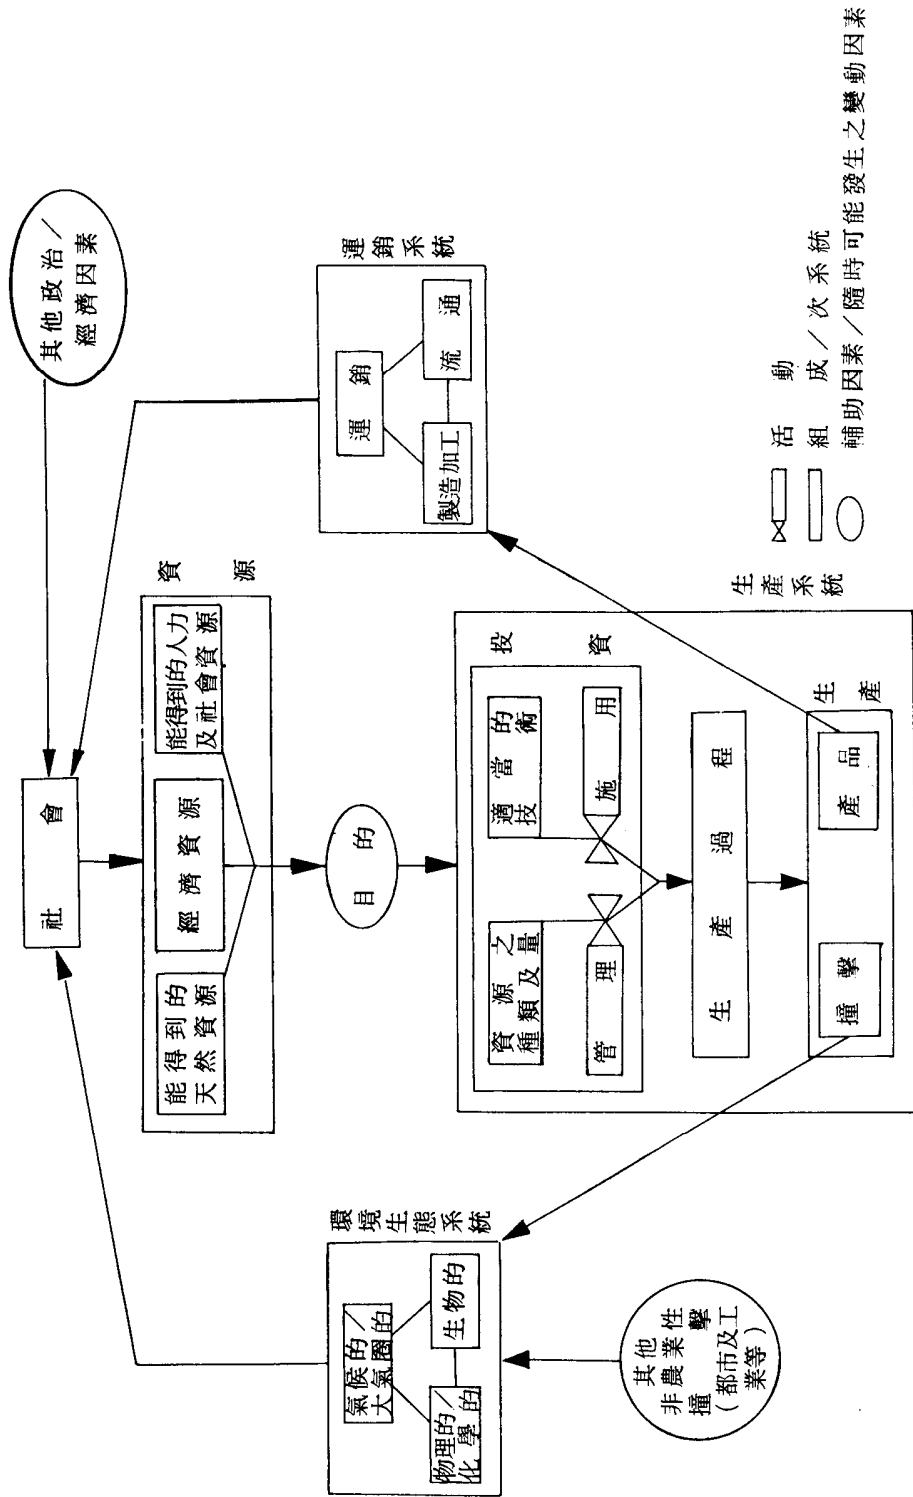 其他政治／
經濟因素
社會
資源
能得到的天然資源
經濟資源
能得到的人力
及社會資源
目的
運銷系統
運銷
製造加工
流通
環境生態系統
氣候的／
大氣圈的
物理的／
化學的
生物的
其他
非農業性
撞擊
（都市及工
業等）
生產系統
投資
資源之
種類及量
適當的
技術
管理
施用
生產過程
生產
撞擊
產品
活動
組成／次系統
輔助因素／隨時可能發生之變動因素